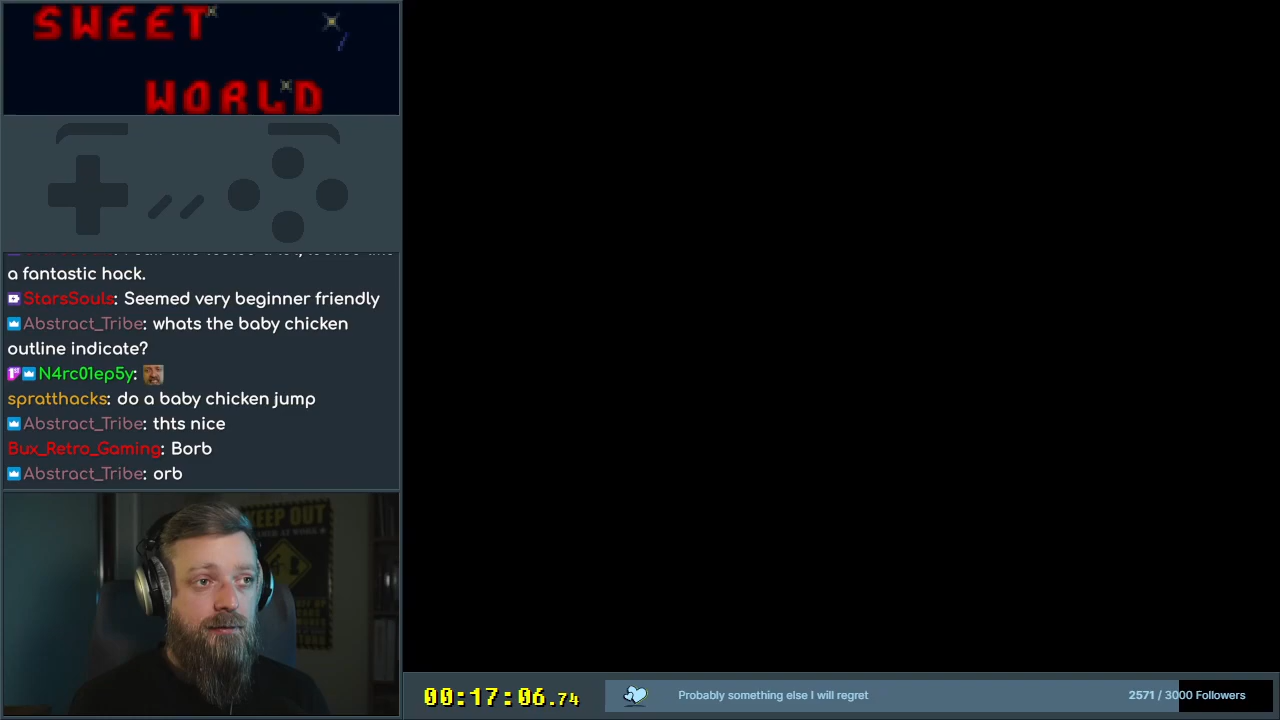 SWEET
WORLD
a fantastic hack.
StarsSouls: Seemed very beginner friendly
Abstract_Tribe: whats the baby chicken
outline indicate?
N4rc01ep5y:
spratthacks: do a baby chicken jump
Abstract_Tribe: thts nice
Bux_Retro_Gaming: Borb
Abstract_Tribe: orb
KEEP OUT
00:17:06.74
Probably something else I will regret
2571 / 3000 Followers